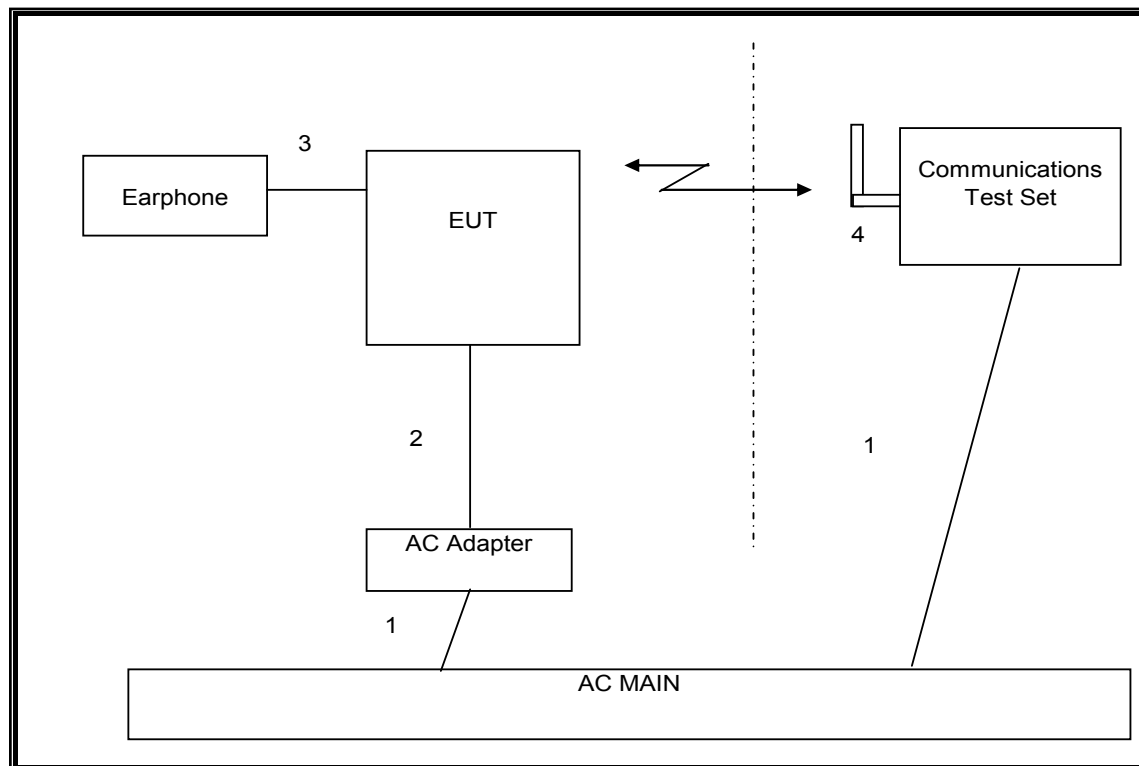 3
Earphone
EUT
Communications
Test Set
4
2
1
AC Adapter
1
AC MAIN